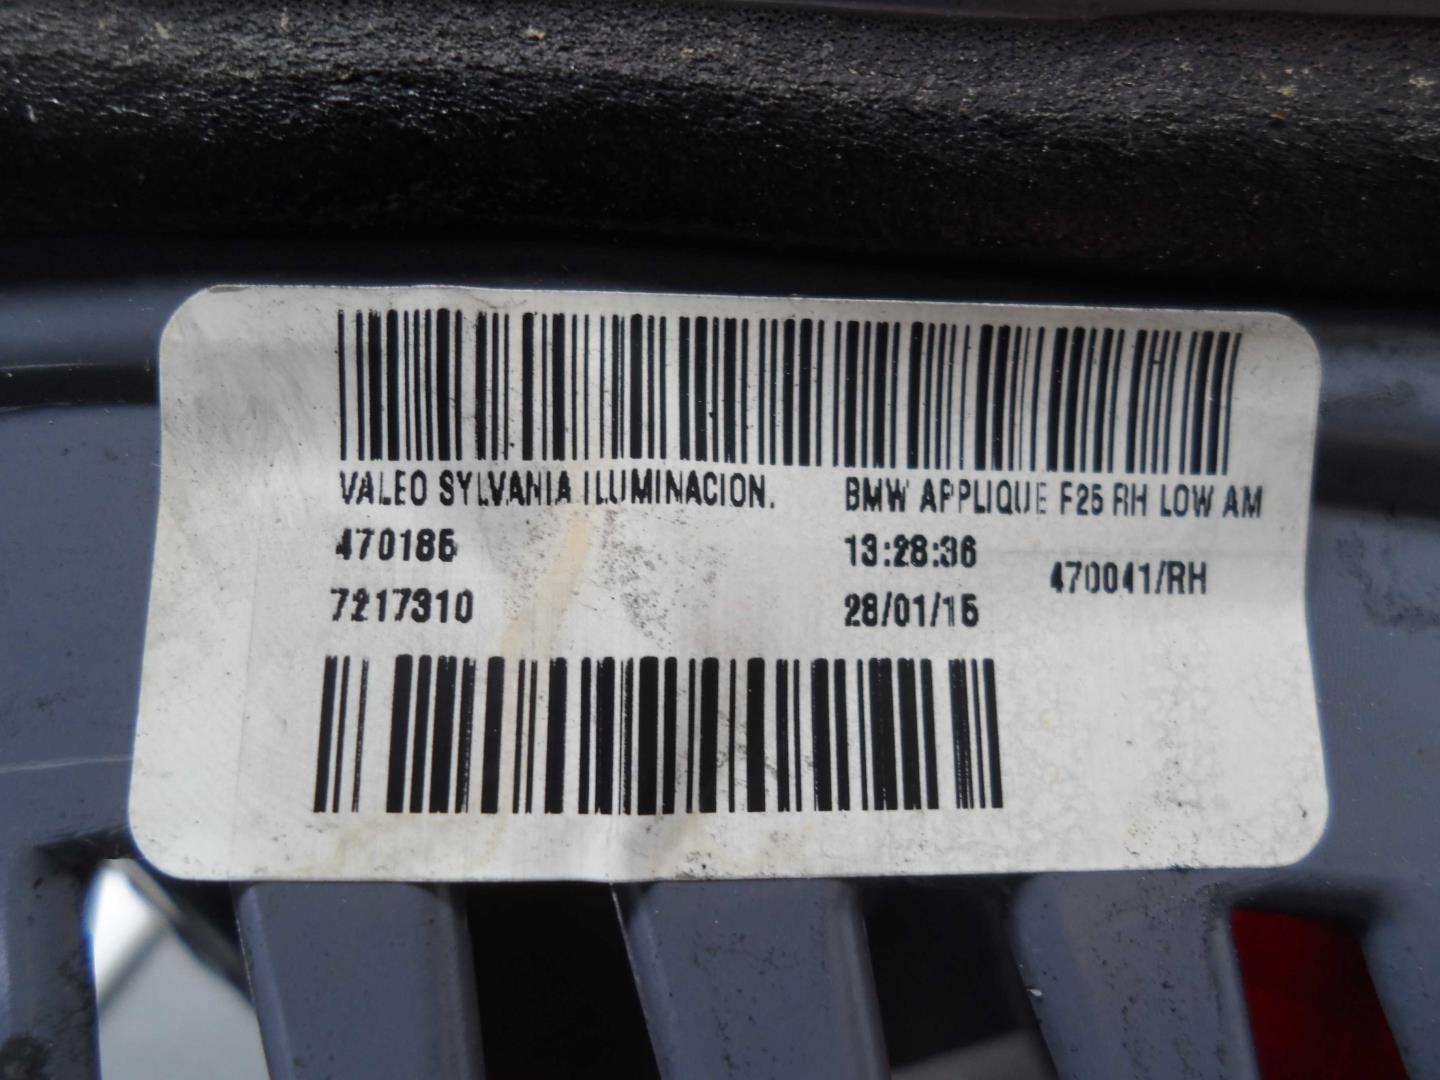 VALEO SYLVANIA ILUMINACION. BMW APPLIQUE F25 RH LOW AM
470186 13:28:36 470041/RH
7217310 28/01/15